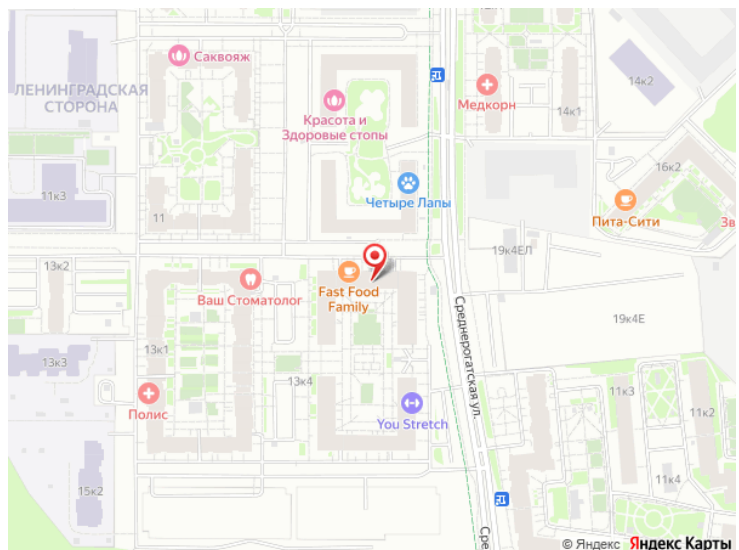 Саквояж
14к2
ЛЕНИНГРАДСКАЯ
СТОРОНА
Медкорн
14к1
Красота и
Здоровые стопы
16к2
11к3
Четыре Лапы
11
Пита-Сити
Зв
19к4ЕЛ
13к2
Ваш Стоматолог
Fast Food
Family
Среднерогатская ул.
19к4Е
13к1
13к3
13к4
11к3
Полис
You Stretch
11к2
11к4
15к2
Сре
© Яндекс Яндекс Карты